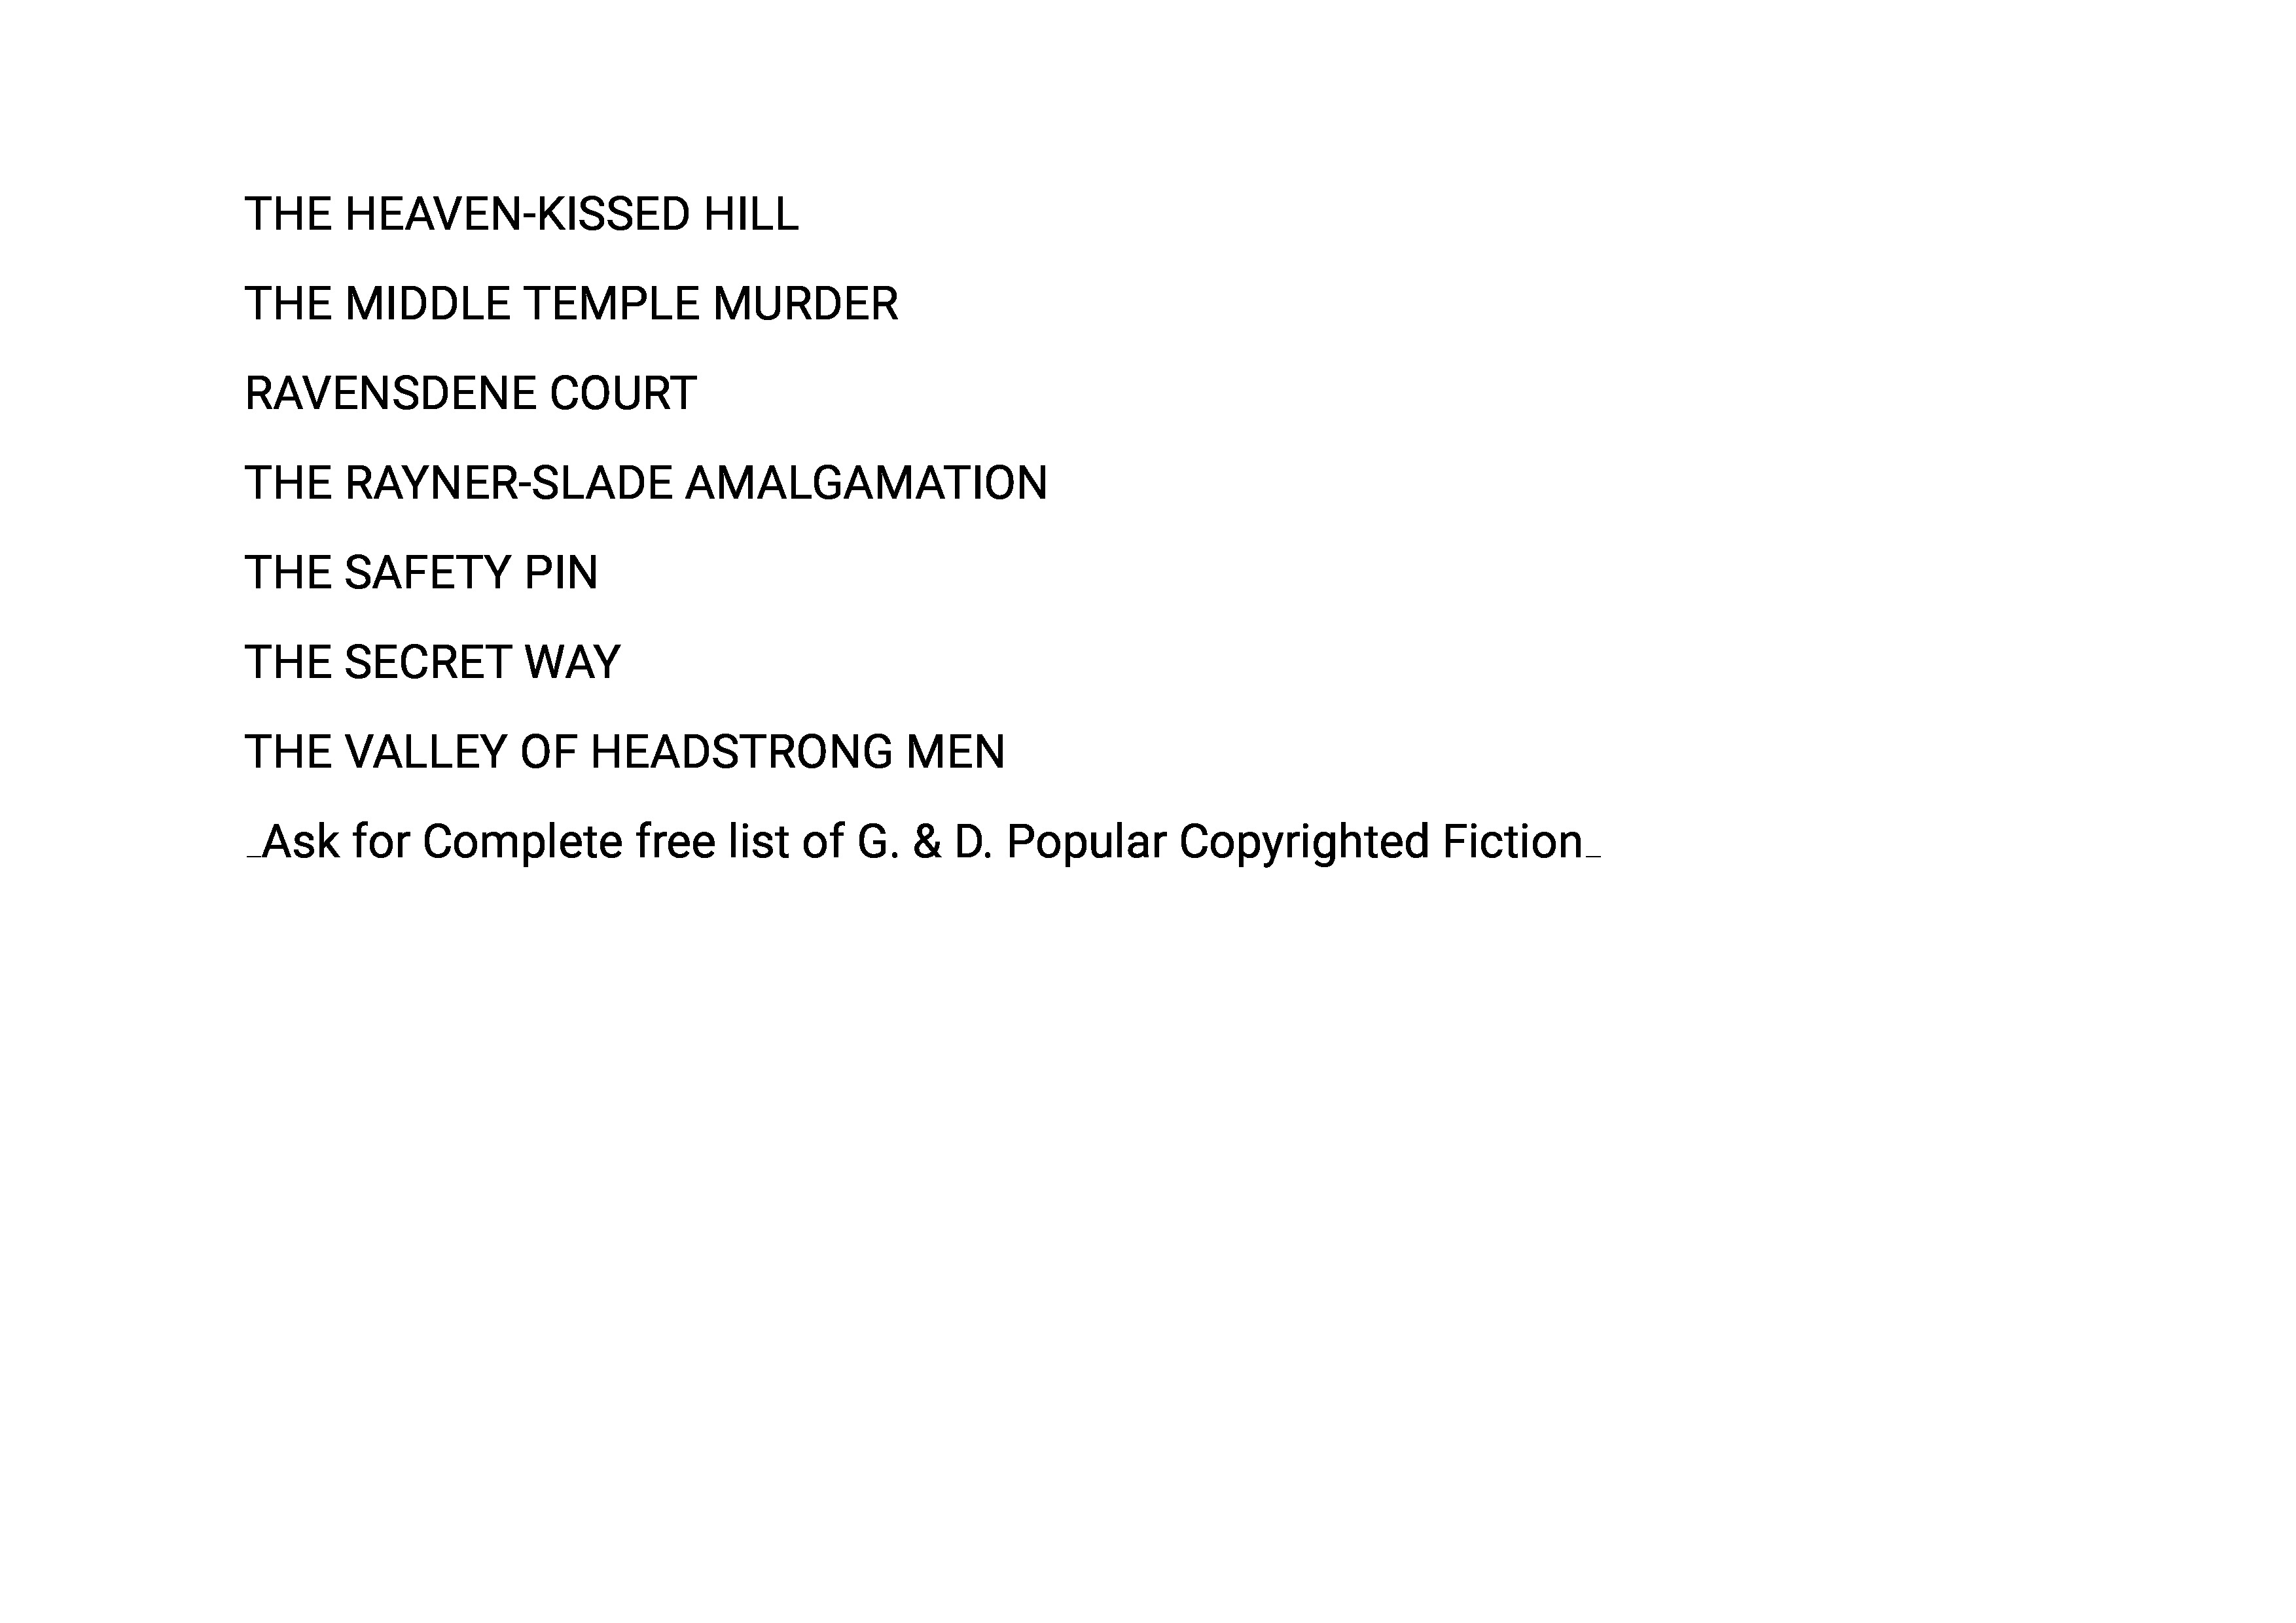 THE HEAVEN-KISSED HILL
THE MIDDLE TEMPLE MURDER
RAVENSDENE COURT
THE RAYNER-SLADE AMALGAMATION
THE SAFETY PIN
THE SECRET WAY
THE VALLEY OF HEADSTRONG MEN
_Ask for Complete free list of G. & D. Popular Copyrighted Fiction_